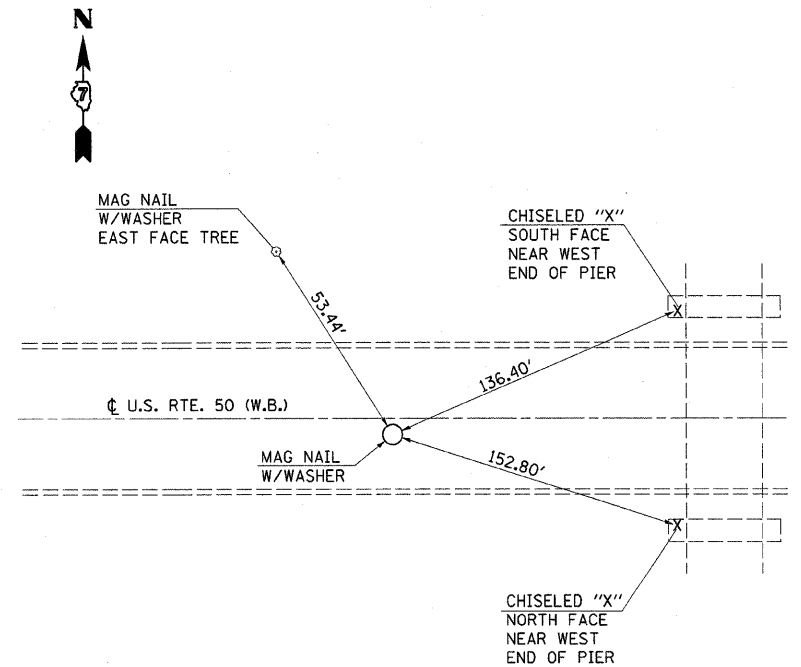 N
7
MAG NAIL
W/WASHER
EAST FACE TREE
CHISELED "X"
SOUTH FACE
NEAR WEST
END OF PIER
X
53.44'
136.40'
℄ U.S. RTE. 50 (W.B.)
MAG NAIL
W/WASHER
152.80'
X
CHISELED "X"
NORTH FACE
NEAR WEST
END OF PIER